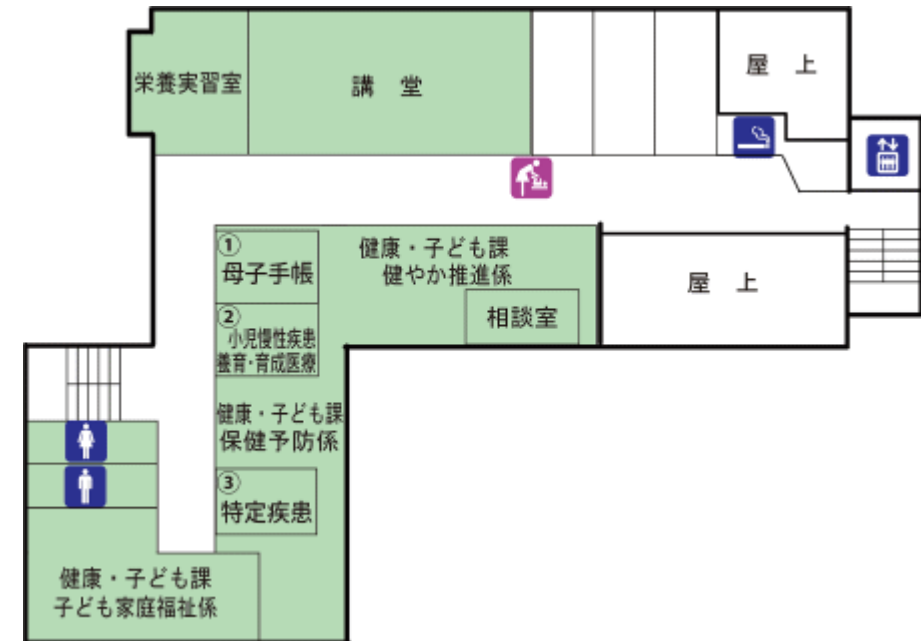 栄養実習室
講 堂
屋 上
①
母子手帳
②
小児慢性疾患
養育・育成医療
健康・子ども課
健やか推進係
相談室
屋 上
健康・子ども課
保健予防係
③
特定疾患
健康・子ども課
子ども家庭福祉係